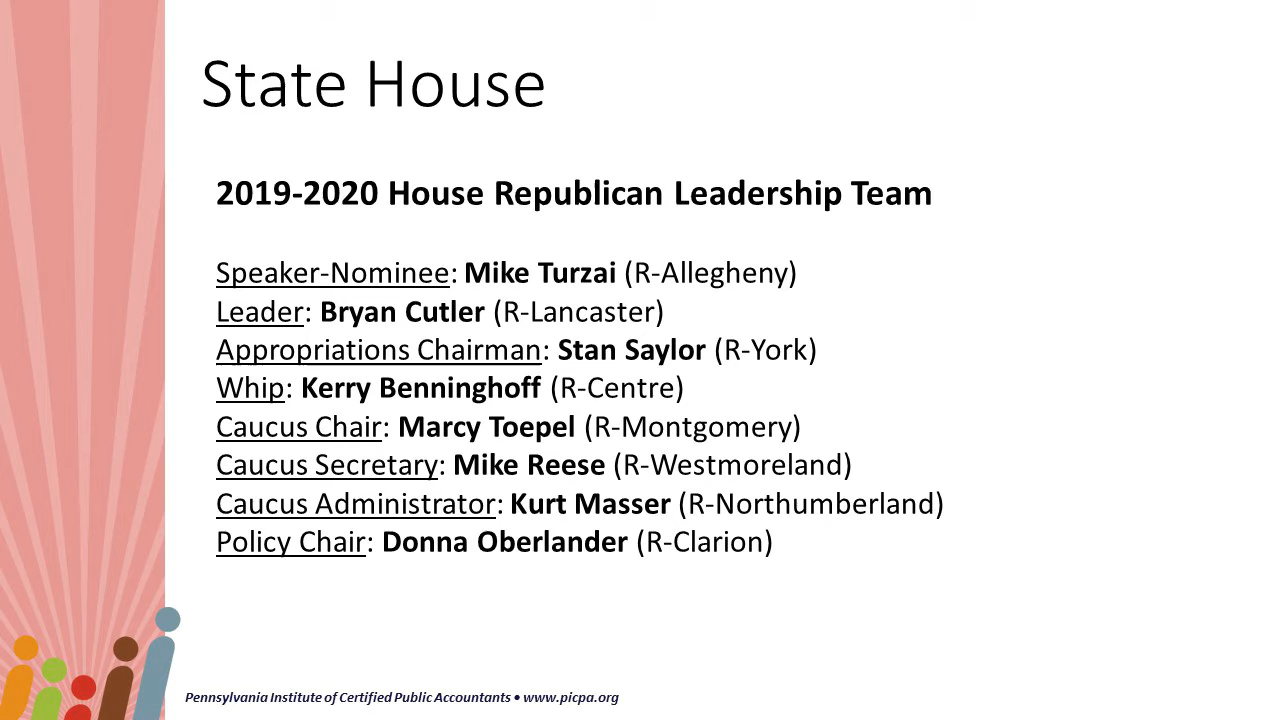 State House
2019-2020 House Republican Leadership Team
Speaker-Nominee: Mike Turzai (R-Allegheny)
Leader: Bryan Cutler (R-Lancaster)
Appropriations Chairman: Stan Saylor (R-York)
Whip: Kerry Benninghoff (R-Centre)
Caucus Chair: Marcy Toepel (R-Montgomery)
Caucus Secretary: Mike Reese (R-Westmoreland)
Caucus Administrator: Kurt Masser (R-Northumberland)
Policy Chair: Donna Oberlander (R-Clarion)
Pennsylvania Institute of Certified Public Accountants • www.picpa.org